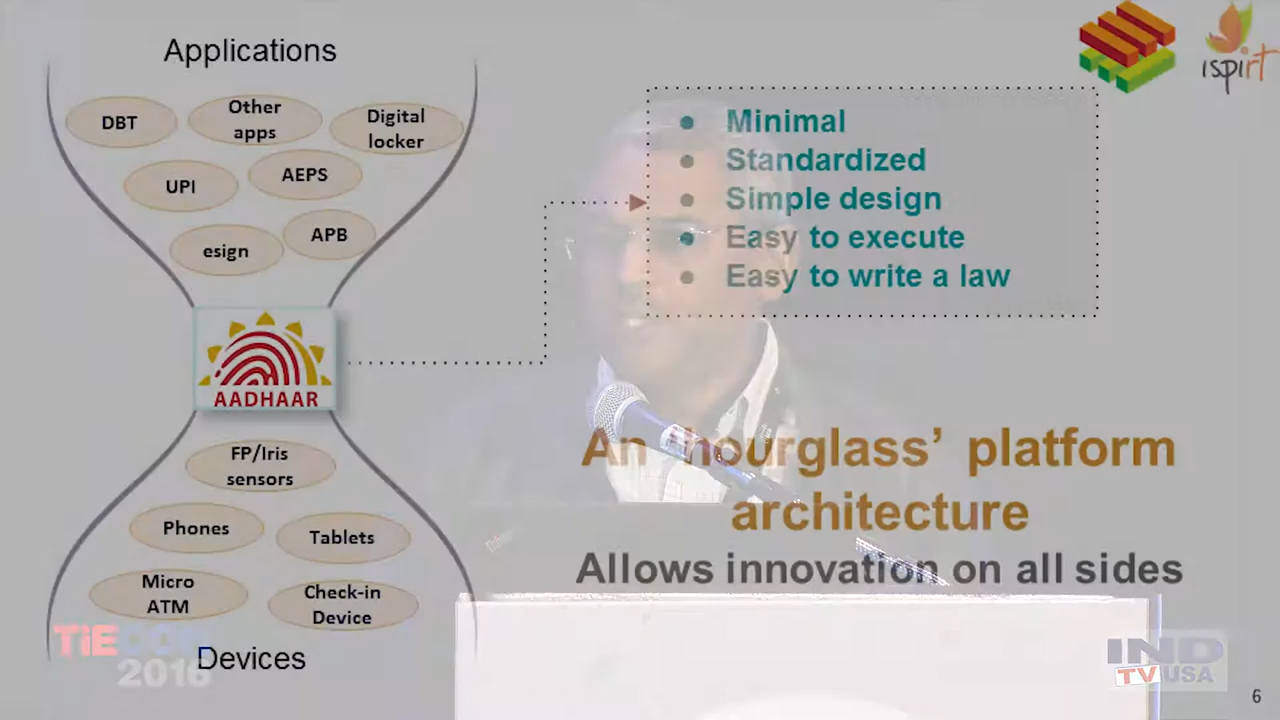 Applications
DBT
Other
apps
Digital
locker
UPI
AEPS
esign
APB
AADHAAR
FP/Iris
sensors
Phones
Tablets
Micro
ATM
Check-in
Device
Devices
ispirt
Minimal
Standardized
Simple design
Easy to execute
Easy to write a law
An ‘hourglass’ platform
architecture
Allows innovation on all sides
TiECON
2016
IND
TV USA
6